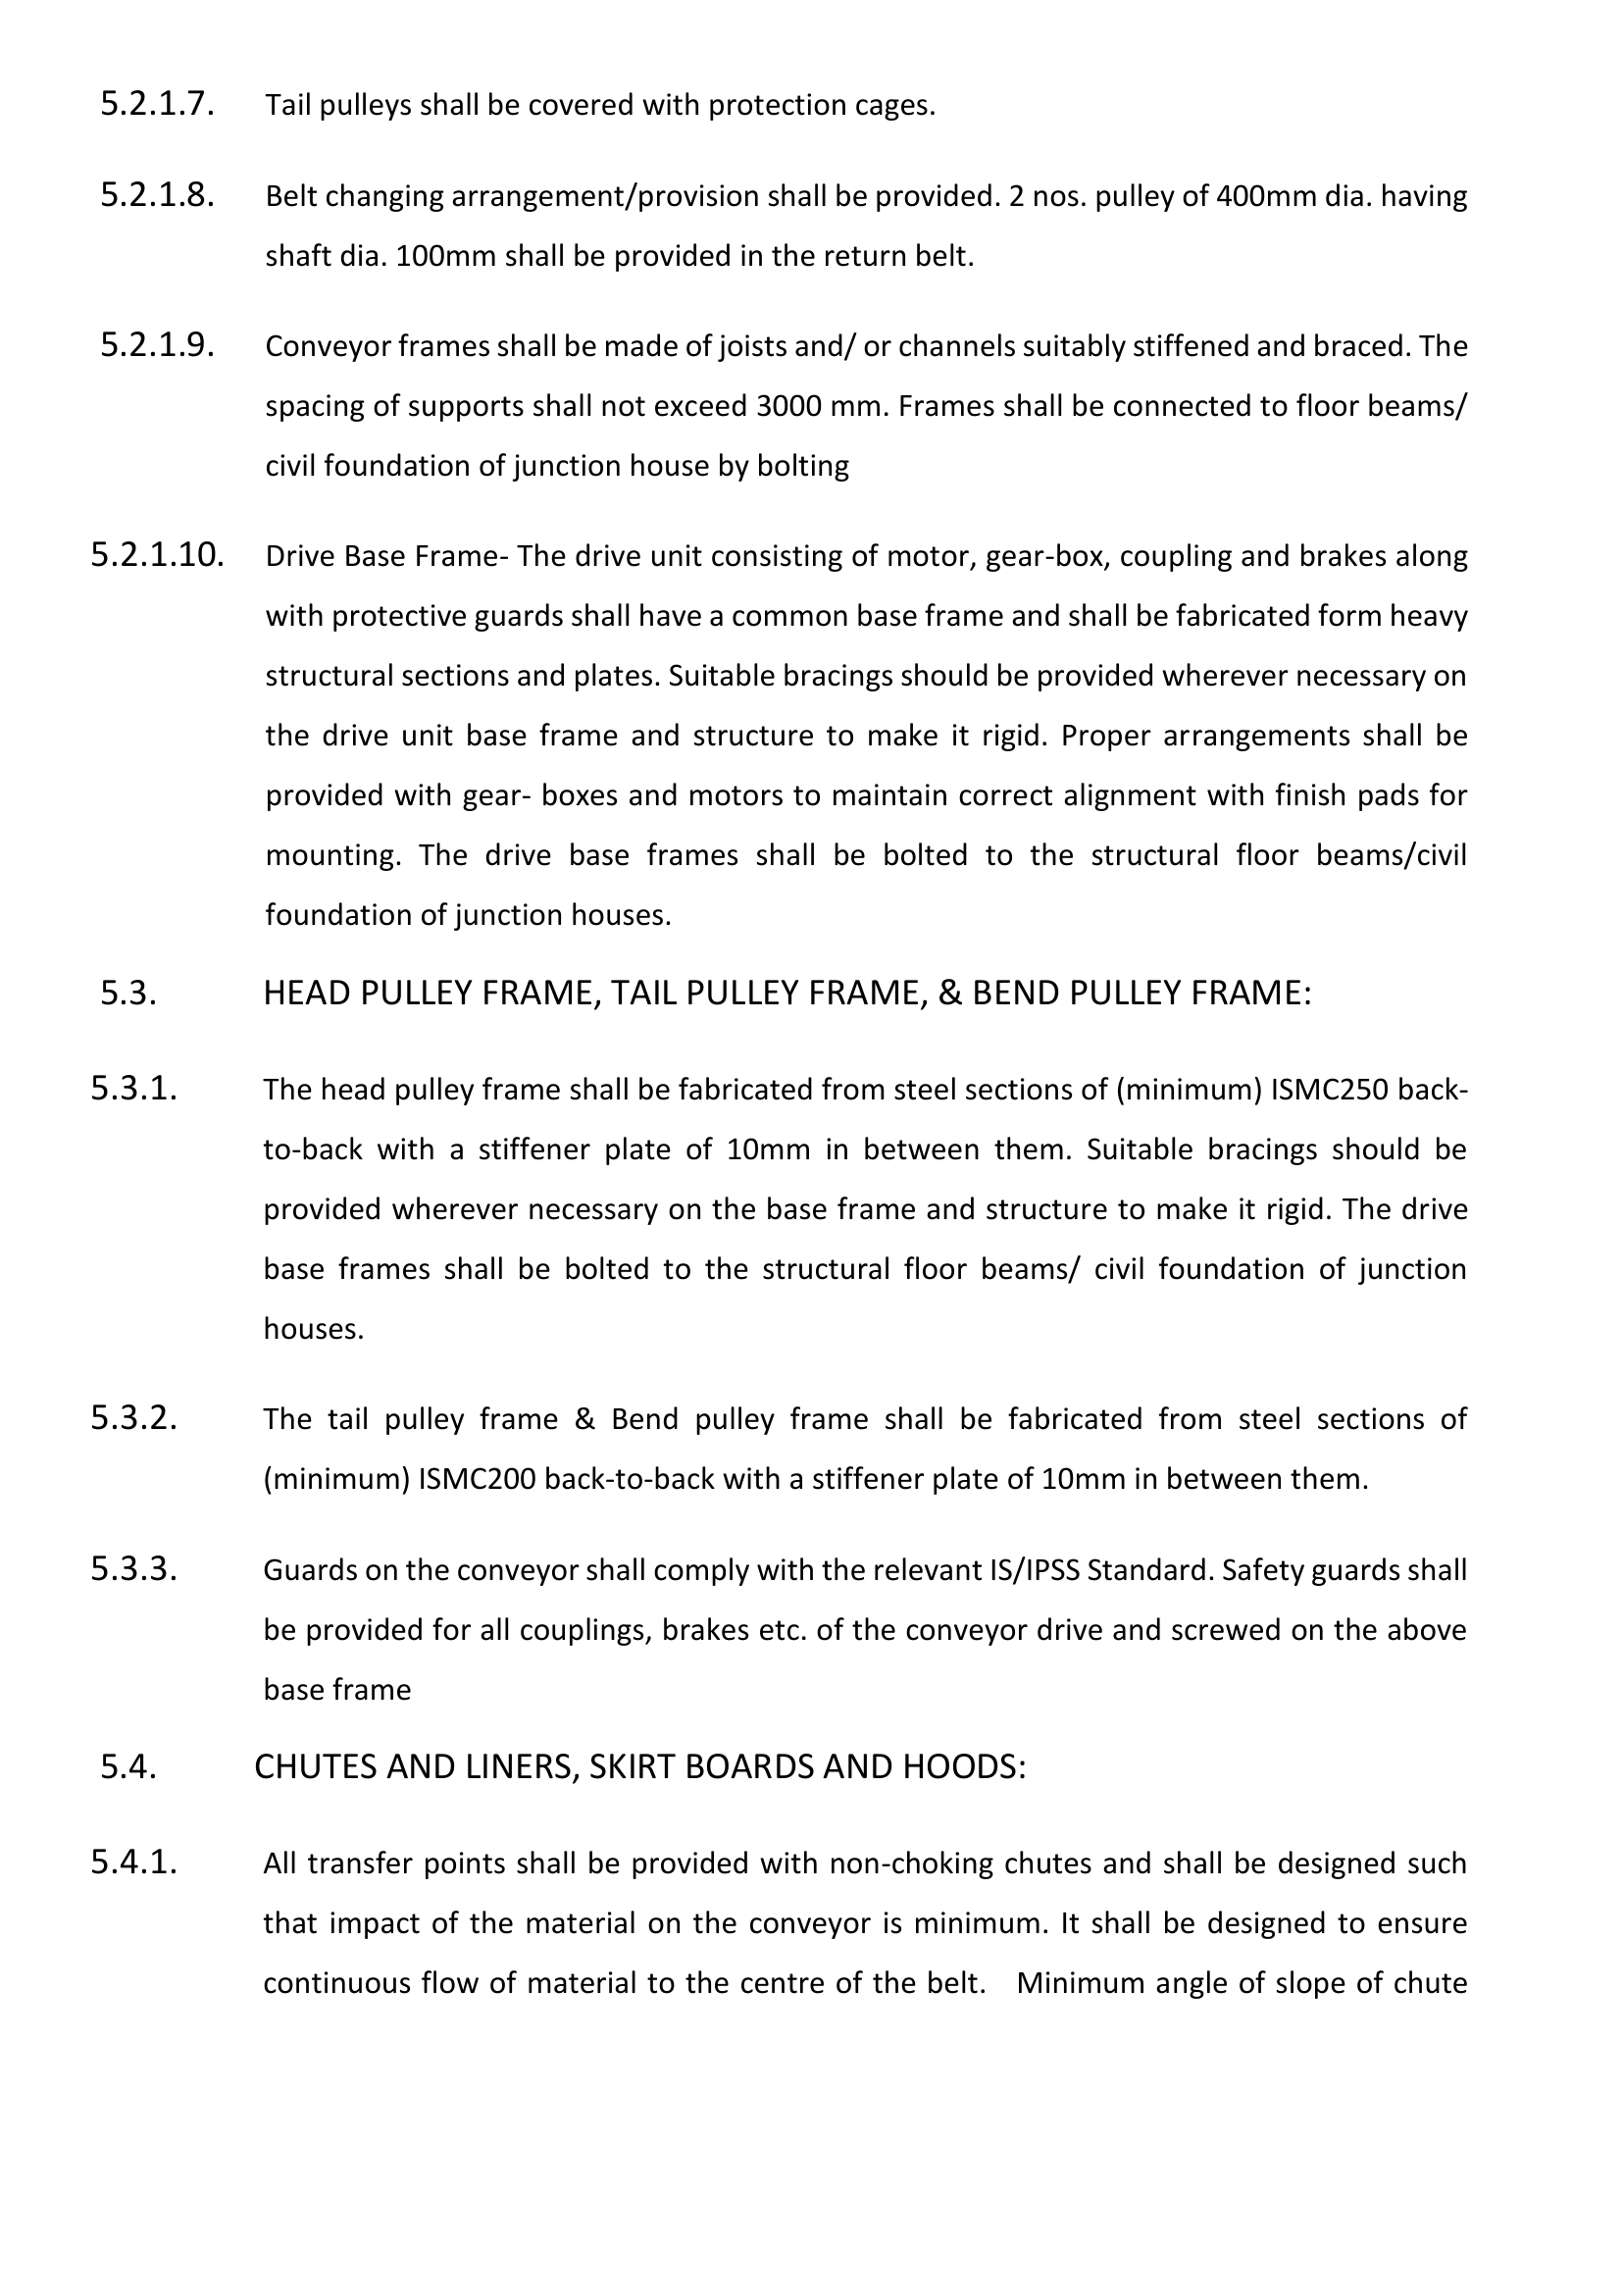 5.2.1.7. Tail pulleys shall be covered with protection cages.
5.2.1.8. Belt changing arrangement/provision shall be provided. 2 nos. pulley of 400mm dia. having
shaft dia. 100mm shall be provided in the return belt.
5.2.1.9. Conveyor frames shall be made of joists and/ or channels suitably stiffened and braced. The
spacing of supports shall not exceed 3000 mm. Frames shall be connected to floor beams/
civil foundation of junction house by bolting
5.2.1.10. Drive Base Frame- The drive unit consisting of motor, gear-box, coupling and brakes along
with protective guards shall have a common base frame and shall be fabricated form heavy
structural sections and plates. Suitable bracings should be provided wherever necessary on
the drive unit base frame and structure to make it rigid. Proper arrangements shall be
provided with gear- boxes and motors to maintain correct alignment with finish pads for
mounting. The drive base frames shall be bolted to the structural floor beams/civil
foundation of junction houses.
5.3. HEAD PULLEY FRAME, TAIL PULLEY FRAME, & BEND PULLEY FRAME:
5.3.1. The head pulley frame shall be fabricated from steel sections of (minimum) ISMC250 back-
to-back with a stiffener plate of 10mm in between them. Suitable bracings should be
provided wherever necessary on the base frame and structure to make it rigid. The drive
base frames shall be bolted to the structural floor beams/ civil foundation of junction
houses.
5.3.2. The tail pulley frame & Bend pulley frame shall be fabricated from steel sections of
(minimum) ISMC200 back-to-back with a stiffener plate of 10mm in between them.
5.3.3. Guards on the conveyor shall comply with the relevant IS/IPSS Standard. Safety guards shall
be provided for all couplings, brakes etc. of the conveyor drive and screwed on the above
base frame
5.4. CHUTES AND LINERS, SKIRT BOARDS AND HOODS:
5.4.1. All transfer points shall be provided with non-choking chutes and shall be designed such
that impact of the material on the conveyor is minimum. It shall be designed to ensure
continuous flow of material to the centre of the belt. Minimum angle of slope of chute